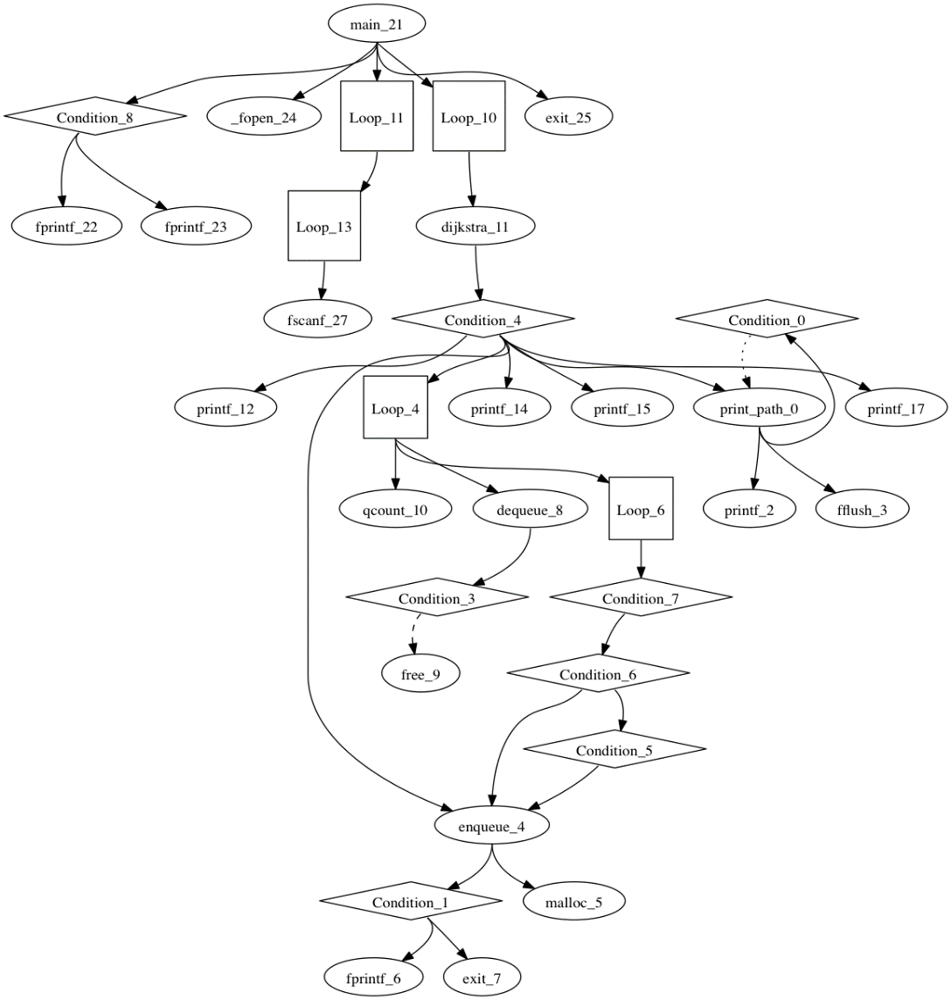 main_21
Condition_8
_fopen_24
Loop_11
Loop_10
exit_25
fprintf_22
fprintf_23
Loop_13
dijkstra_11
fscanf_27
Condition_4
Condition_0
printf_12
Loop_4
printf_14
printf_15
print_path_0
printf_17
qcount_10
dequeue_8
Loop_6
printf_2
fflush_3
Condition_3
Condition_7
free_9
Condition_6
Condition_5
enqueue_4
Condition_1
malloc_5
fprintf_6
exit_7